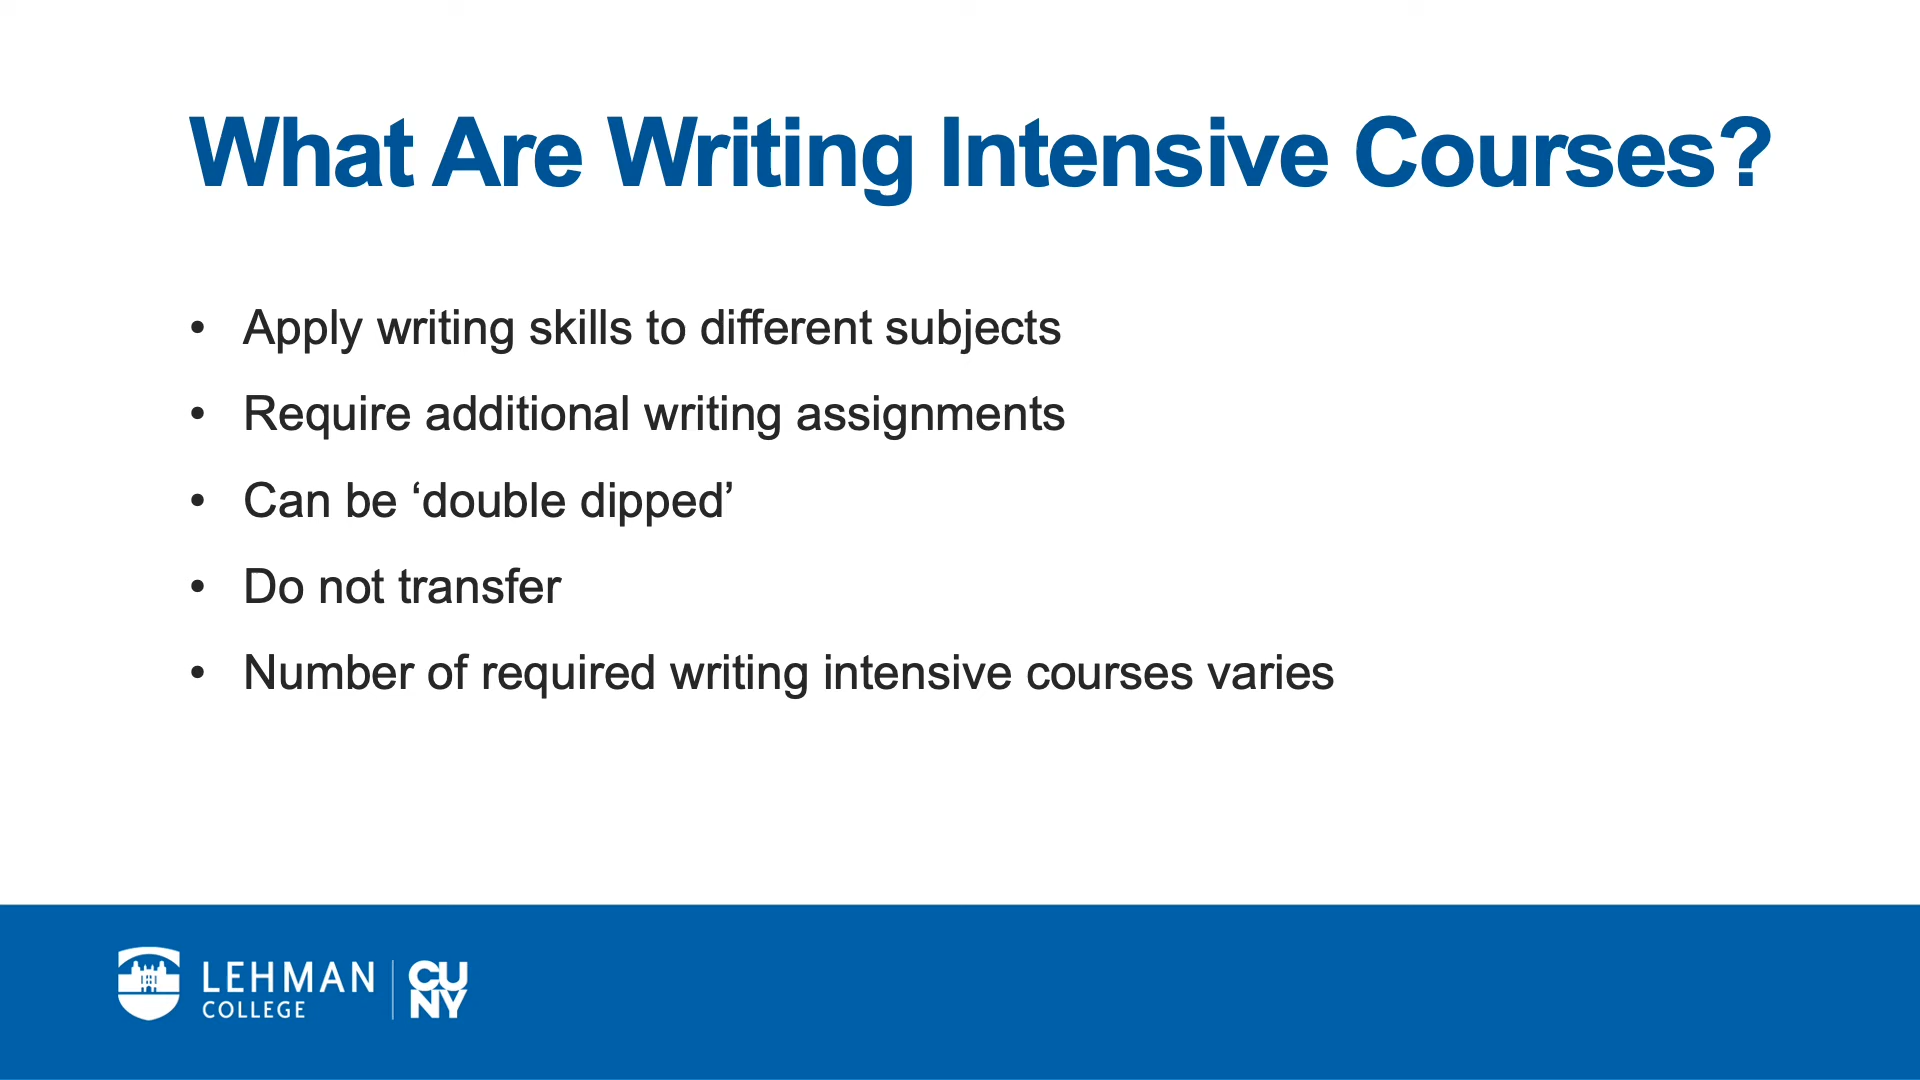 What Are Writing Intensive Courses?
• Apply writing skills to different subjects
• Require additional writing assignments
• Can be ‘double dipped’
• Do not transfer
• Number of required writing intensive courses varies
LEHMAN
COLLEGE
CU
NY